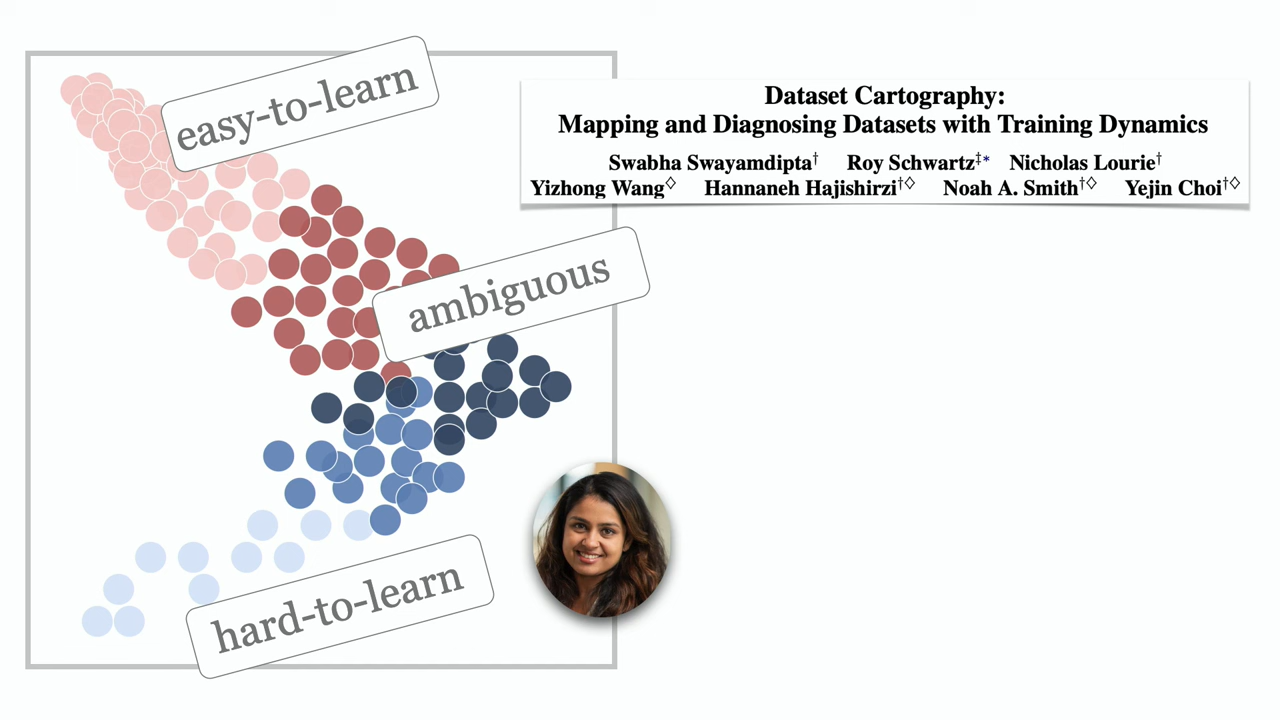 easy-to-learn
Dataset Cartography:
Mapping and Diagnosing Datasets with Training Dynamics
Swabha Swayamdipta† Roy Schwartz‡* Nicholas Lourie†
Yizhong Wang♢ Hannaneh Hajishirzi†♢ Noah A. Smith†♢ Yejin Choi†♢
ambiguous
hard-to-learn